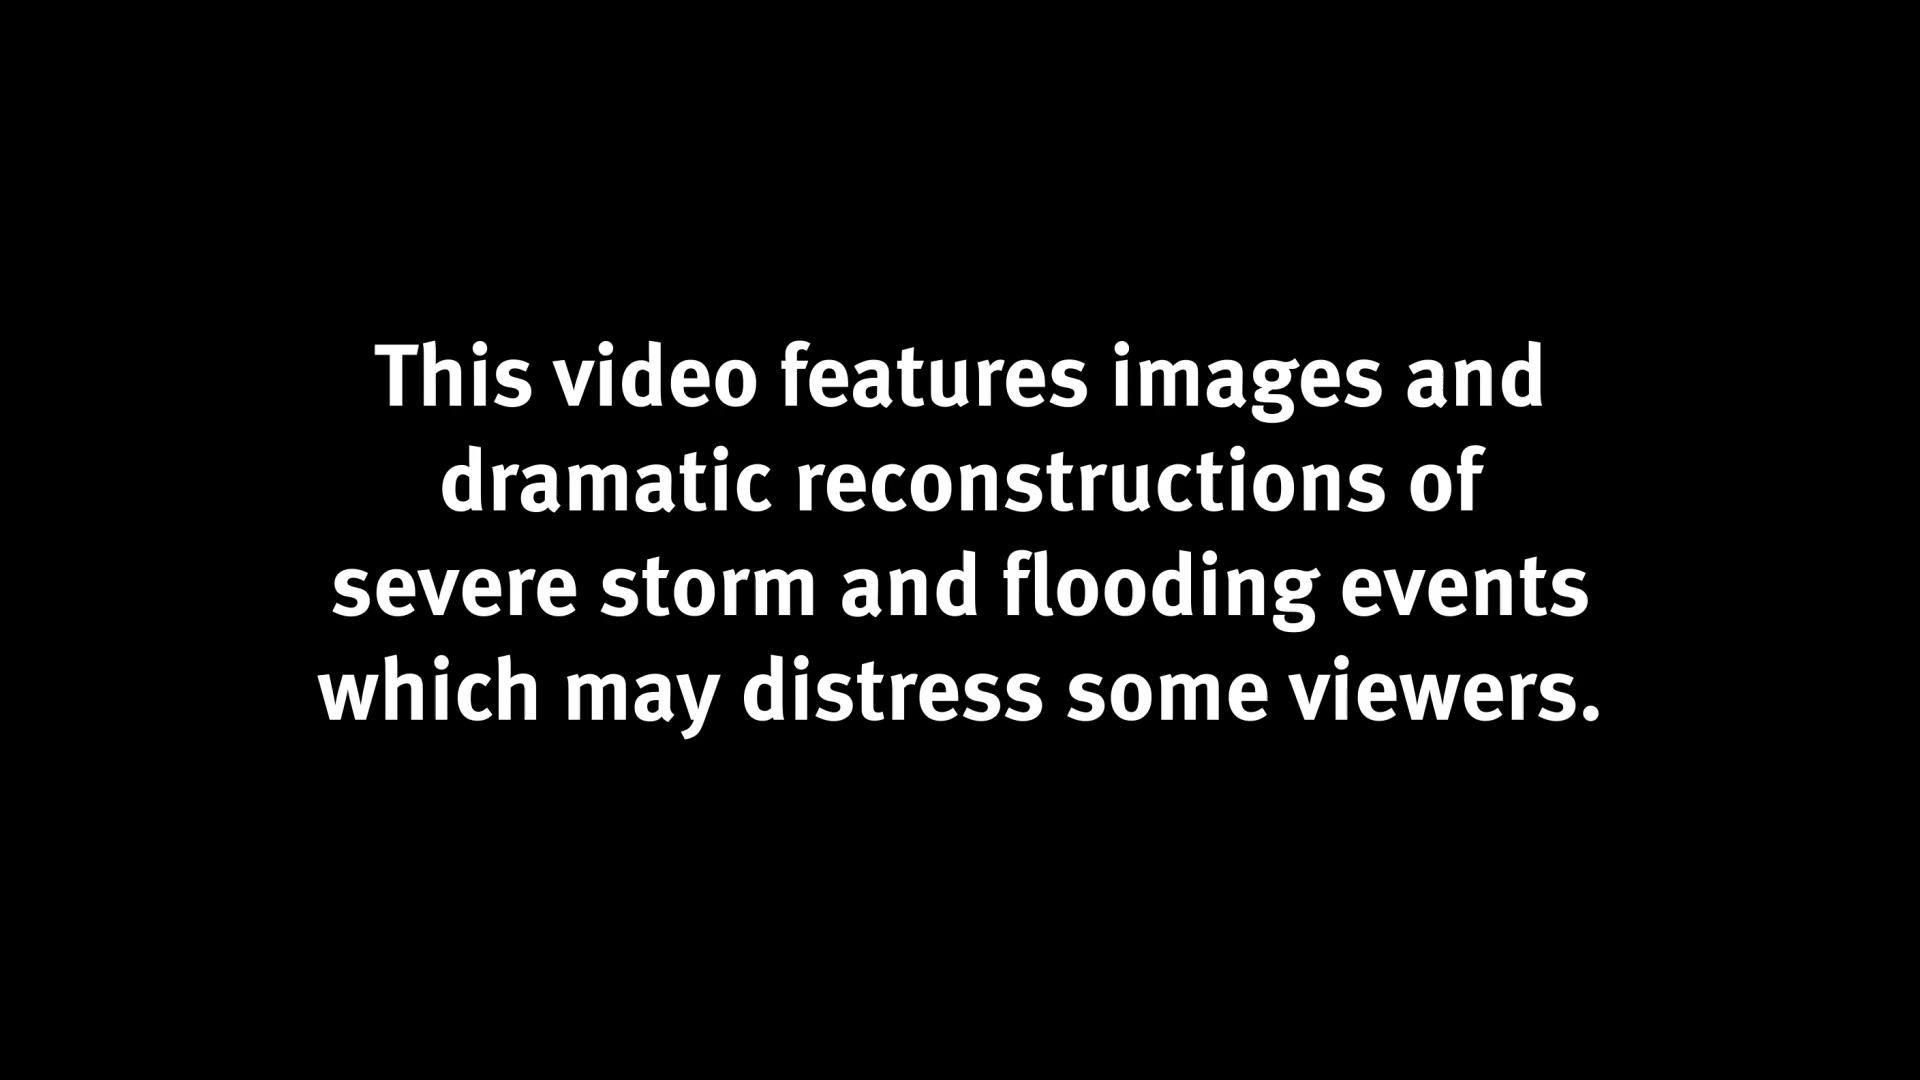 This video features images and
dramatic reconstructions of
severe storm and flooding events
which may distress some viewers.